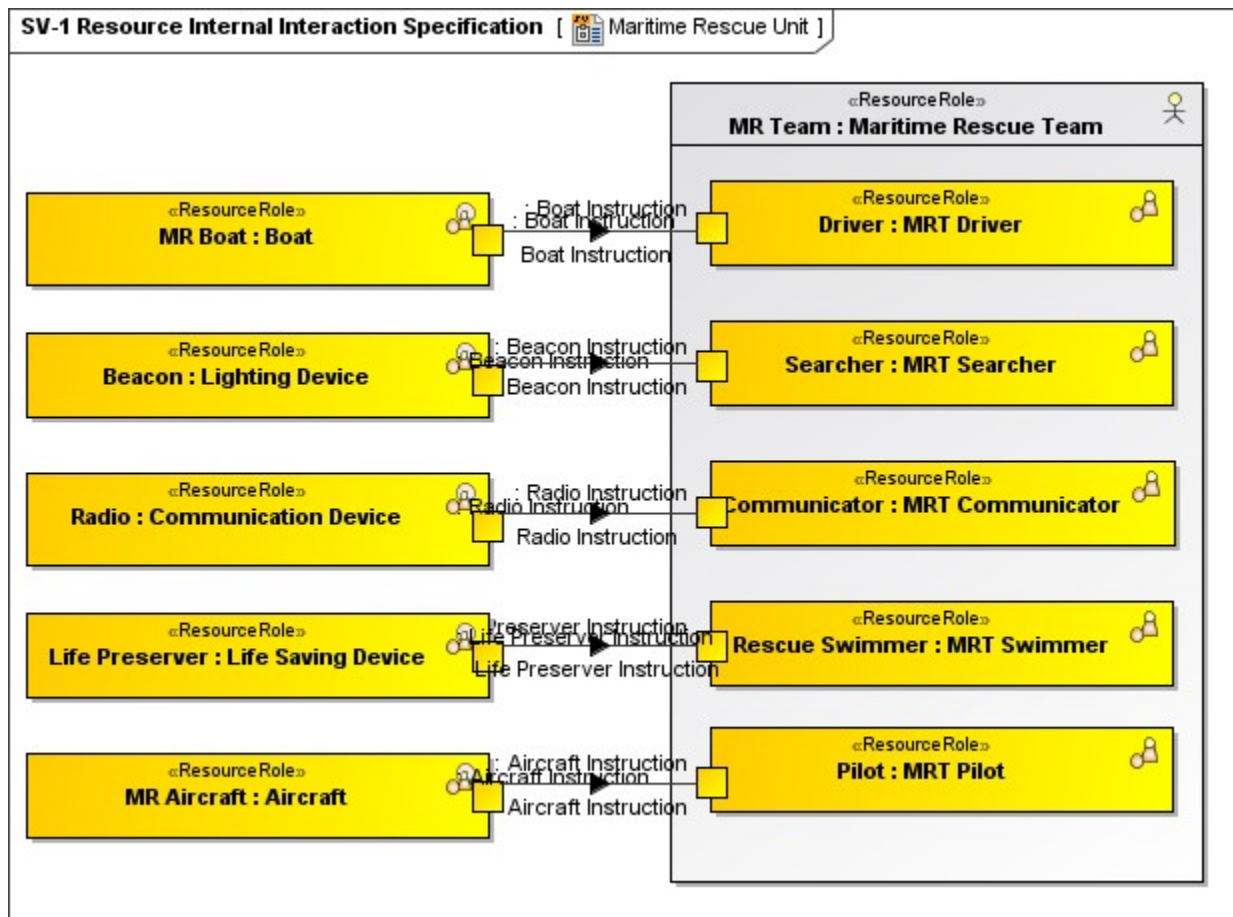 SV-1 Resource Internal Interaction Specification [ Maritime Rescue Unit ]
«ResourceRole»
MR Team : Maritime Rescue Team
«ResourceRole»
MR Boat : Boat
: Boat Instruction
: Boat Instruction
Boat Instruction
«ResourceRole»
Driver : MRT Driver
«ResourceRole»
Beacon : Lighting Device
: Beacon Instruction
Beacon Instruction
Beacon Instruction
«ResourceRole»
Searcher : MRT Searcher
«ResourceRole»
Radio : Communication Device
: Radio Instruction
: Radio Instruction
Radio Instruction
«ResourceRole»
Communicator : MRT Communicator
«ResourceRole»
Life Preserver : Life Saving Device
Preserver Instruction
Life Preserver Instruction
Life Preserver Instruction
«ResourceRole»
Rescue Swimmer : MRT Swimmer
«ResourceRole»
MR Aircraft : Aircraft
: Aircraft Instruction
: Aircraft Instruction
Aircraft Instruction
«ResourceRole»
Pilot : MRT Pilot